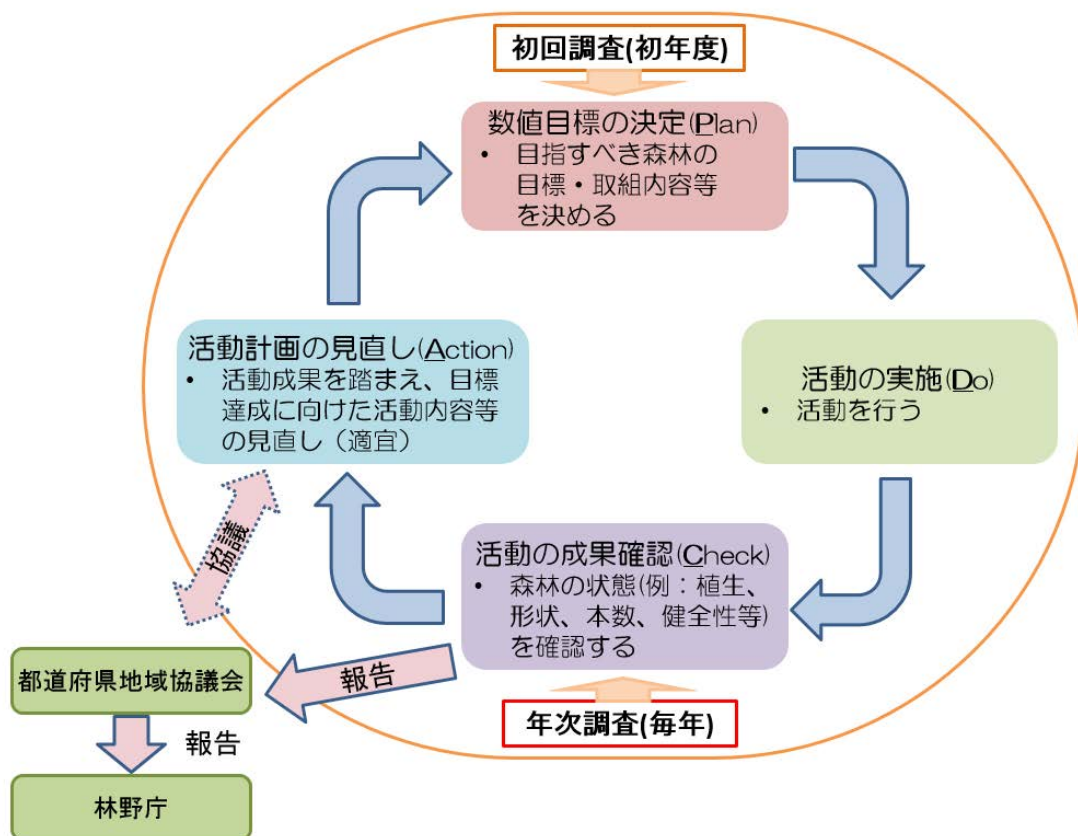 初回調査(初年度)
数値目標の決定(Plan)
• 目指すべき森林の
目標・取組内容等
を決める
活動計画の見直し(Action)
• 活動成果を踏まえ、目標
達成に向けた活動内容等
の見直し（適宜）
活動の実施(Do)
• 活動を行う
協議
活動の成果確認(Check)
• 森林の状態(例：植生、
形状、本数、健全性等)
を確認する
報告
都道府県地域協議会
年次調査(毎年)
報告
林野庁